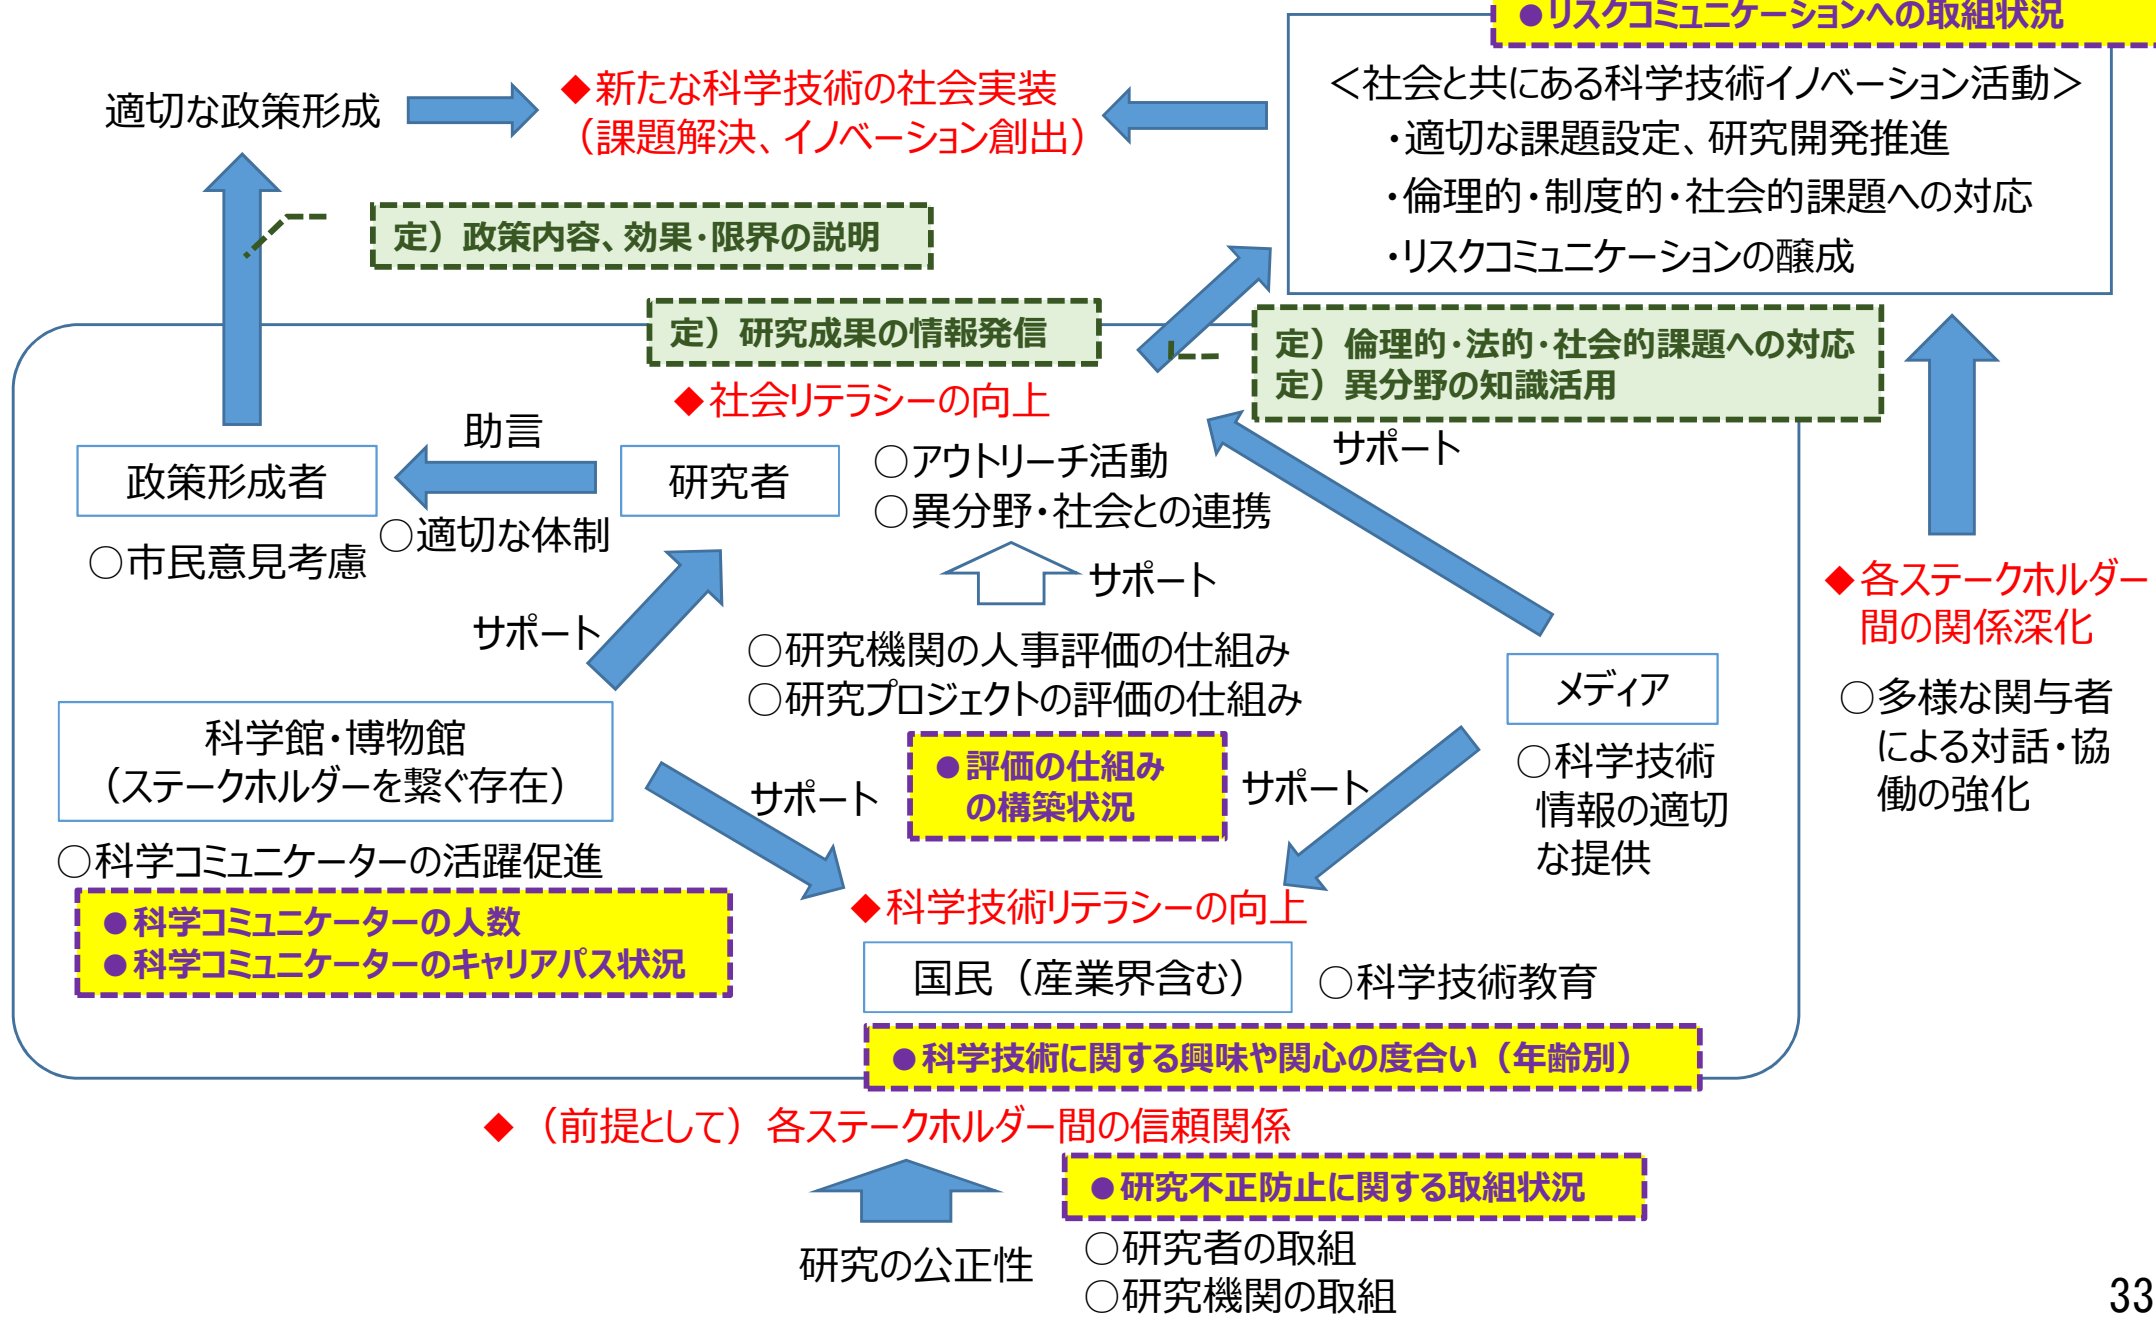 ●リスクコミュニケーションへの取組状況
適切な政策形成
◆新たな科学技術の社会実装
（課題解決、イノベーション創出）
＜社会と共にある科学技術イノベーション活動＞
・適切な課題設定、研究開発推進
・倫理的・制度的・社会的課題への対応
・リスクコミュニケーションの醸成
定）政策内容、効果・限界の説明
定）研究成果の情報発信
定）倫理的・法的・社会的課題への対応
定）異分野の知識活用
◆社会リテラシーの向上
助言
サポート
政策形成者
研究者
○アウトリーチ活動
○異分野・社会との連携
○適切な体制
○市民意見考慮
サポート
◆各ステークホルダー
間の関係深化
サポート
○研究機関の人事評価の仕組み
○研究プロジェクトの評価の仕組み
メディア
○多様な関与者
による対話・協
働の強化
科学館・博物館
（ステークホルダーを繋ぐ存在）
●評価の仕組み
の構築状況
サポート
サポート
○科学技術
情報の適切
な提供
○科学コミュニケーターの活躍促進
●科学コミュニケーターの人数
●科学コミュニケーターのキャリアパス状況
◆科学技術リテラシーの向上
国民（産業界含む）
○科学技術教育
●科学技術に関する興味や関心の度合い（年齢別）
◆（前提として）各ステークホルダー間の信頼関係
●研究不正防止に関する取組状況
研究の公正性
○研究者の取組
○研究機関の取組
33